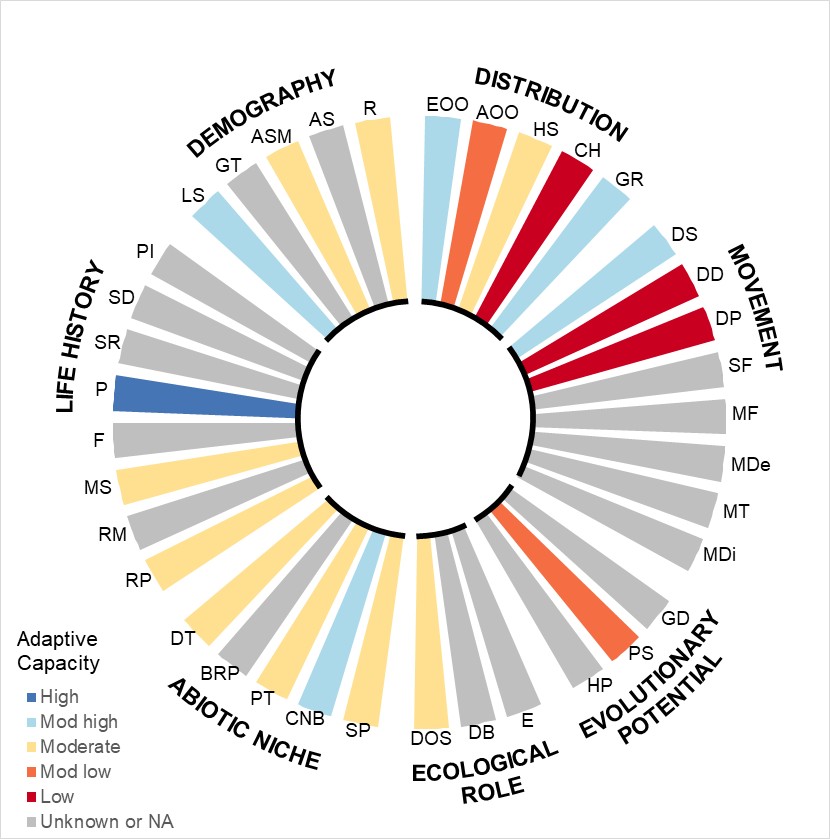 DEMOGRAPHY
DISTRIBUTION
MOVEMENT
EVOLUTIONARY
POTENTIAL
ECOLOGICAL
ROLE
ABIOTIC NICHE
LIFE HISTORY
EOO
AOO
HS
CH
GR
DS
DD
DP
SF
MF
MDe
MT
MDi
GD
PS
HP
E
DB
DOS
SP
CNB
PT
BRP
DT
RP
RM
MS
F
P
SR
SD
PI
LS
GT
ASM
AS
R
Adaptive
Capacity
High
Mod high
Moderate
Mod low
Low
Unknown or NA